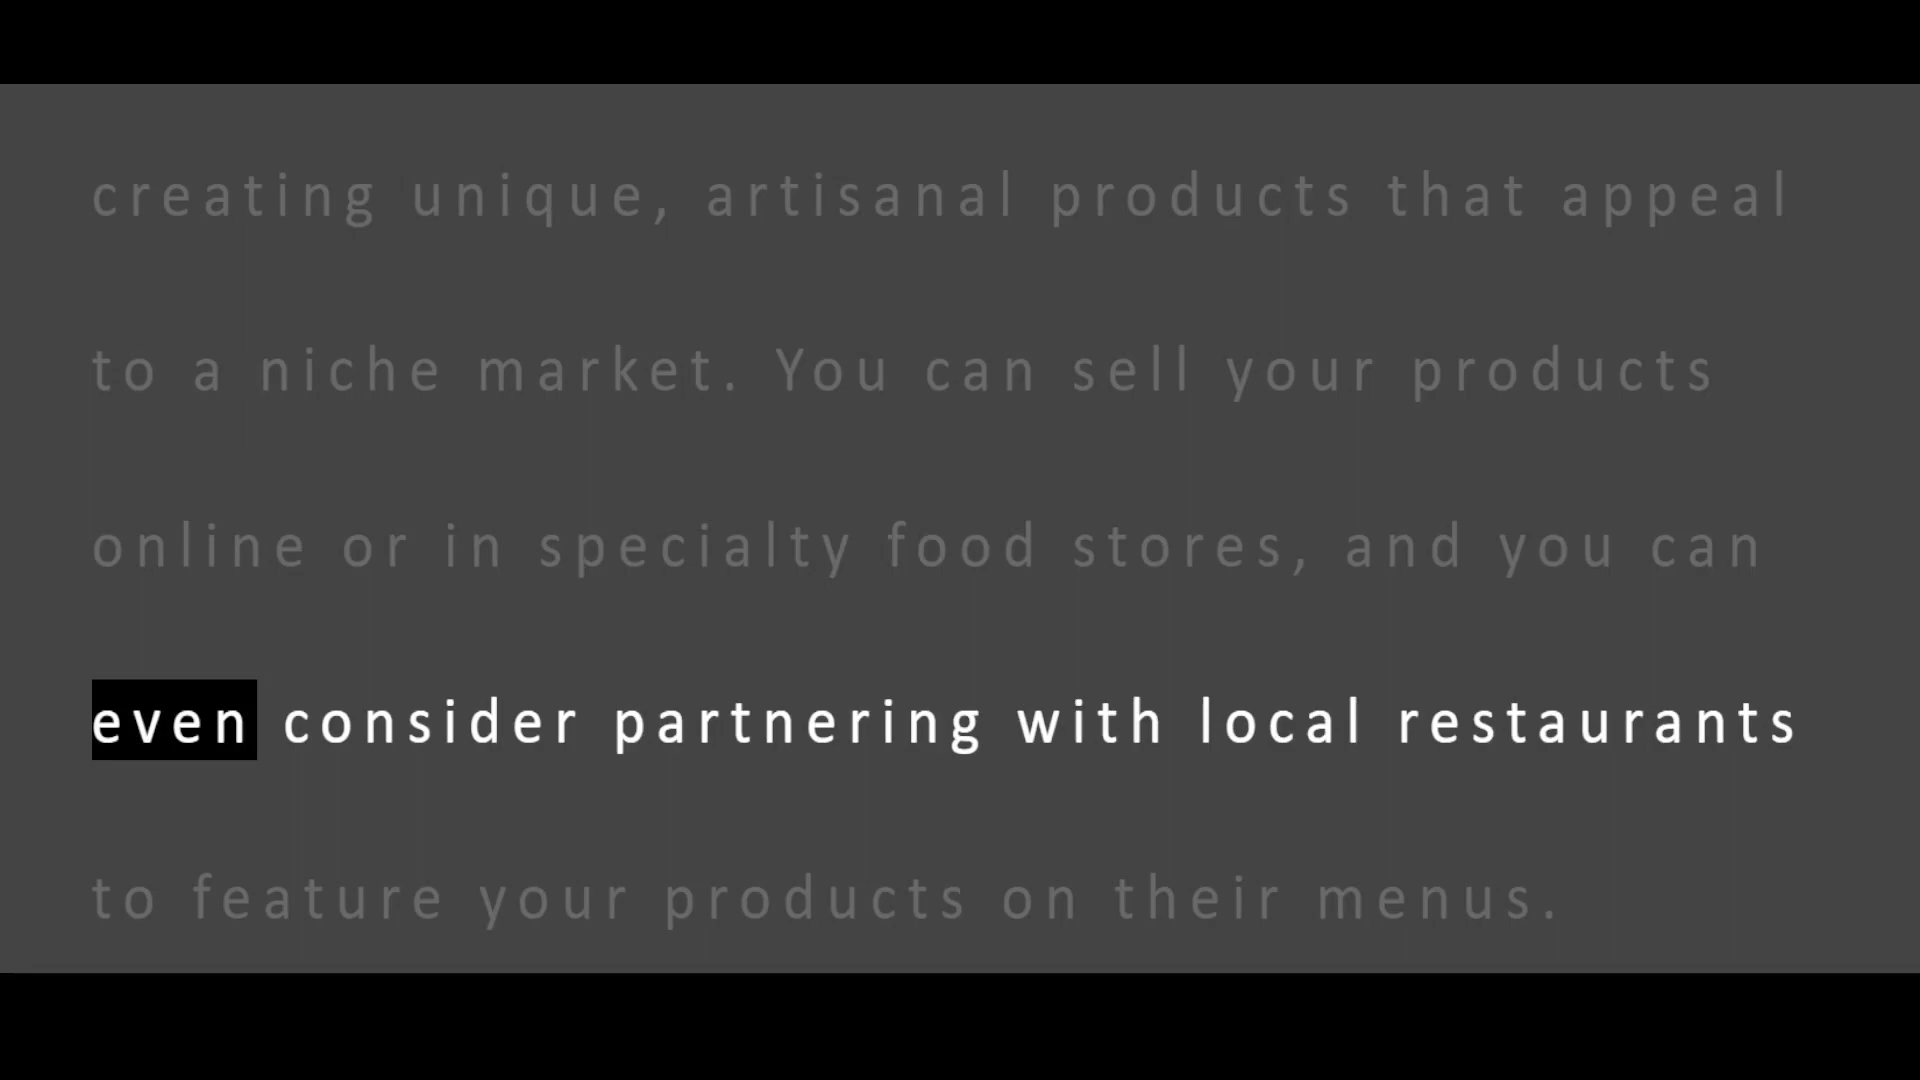 creating unique, artisanal products that appeal
to a niche market. You can sell your products
online or in specialty food stores, and you can
even consider partnering with local restaurants
to feature your products on their menus.